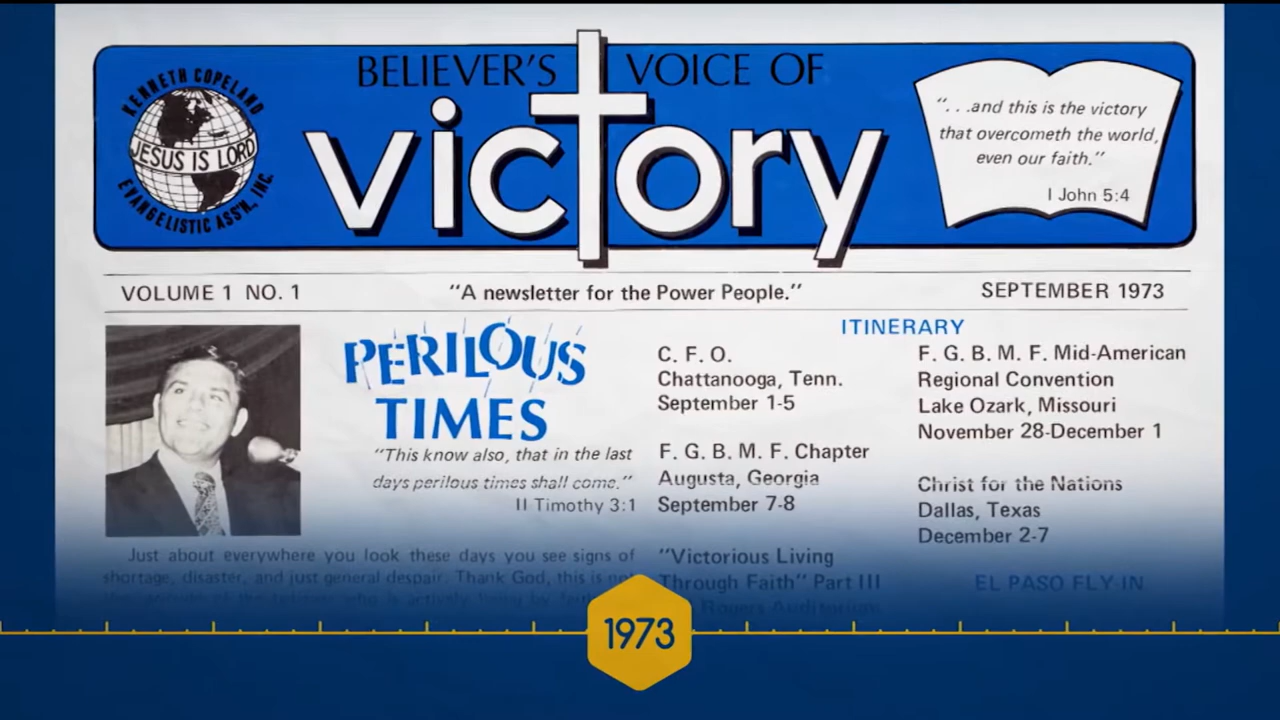 KENNETH COPELAND
JESUS IS LORD
EVANGELISTIC ASS'N, INC.
BELIEVER'S VOICE OF
victory
". . .and this is the victory
that overcometh the world,
even our faith."
I John 5:4
VOLUME 1 NO. 1
"A newsletter for the Power People."
SEPTEMBER 1973
PERILOUS
TIMES
"This know also, that in the last
days perilous times shall come."
II Timothy 3:1
Just about everywhere you look these days you see signs of
shortage, disaster, and just general despair. Thank God, this is not
ITINERARY
C. F. O.
Chattanooga, Tenn.
September 1-5
F. G. B. M. F. Chapter
Augusta, Georgia
September 7-8
"Victorious Living
Through Faith" Part III
Rogers Auditorium
F. G. B. M. F. Mid-American
Regional Convention
Lake Ozark, Missouri
November 28-December 1
Christ for the Nations
Dallas, Texas
December 2-7
EL PASO FLY-IN
1973